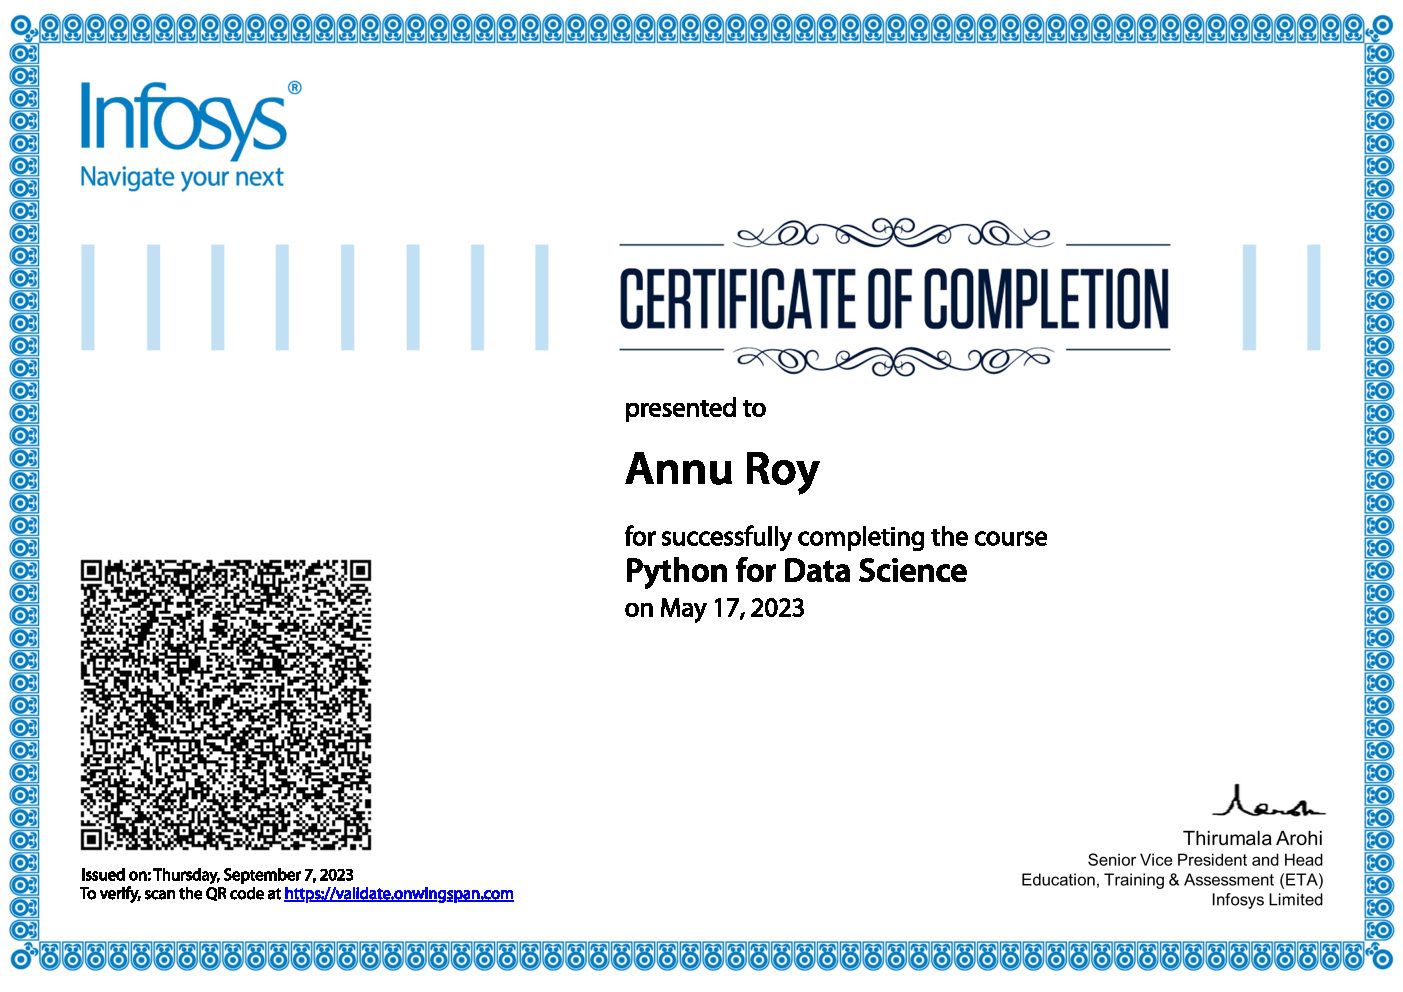 Infosys®
Navigate your next
CERTIFICATE OF COMPLETION
presented to
Annu Roy
for successfully completing the course
Python for Data Science
on May 17, 2023
Thirumala Arohi
Senior Vice President and Head
Education, Training & Assessment (ETA)
Infosys Limited
Issued on: Thursday, September 7, 2023
To verify, scan the QR code at https://validate.onwingspan.com